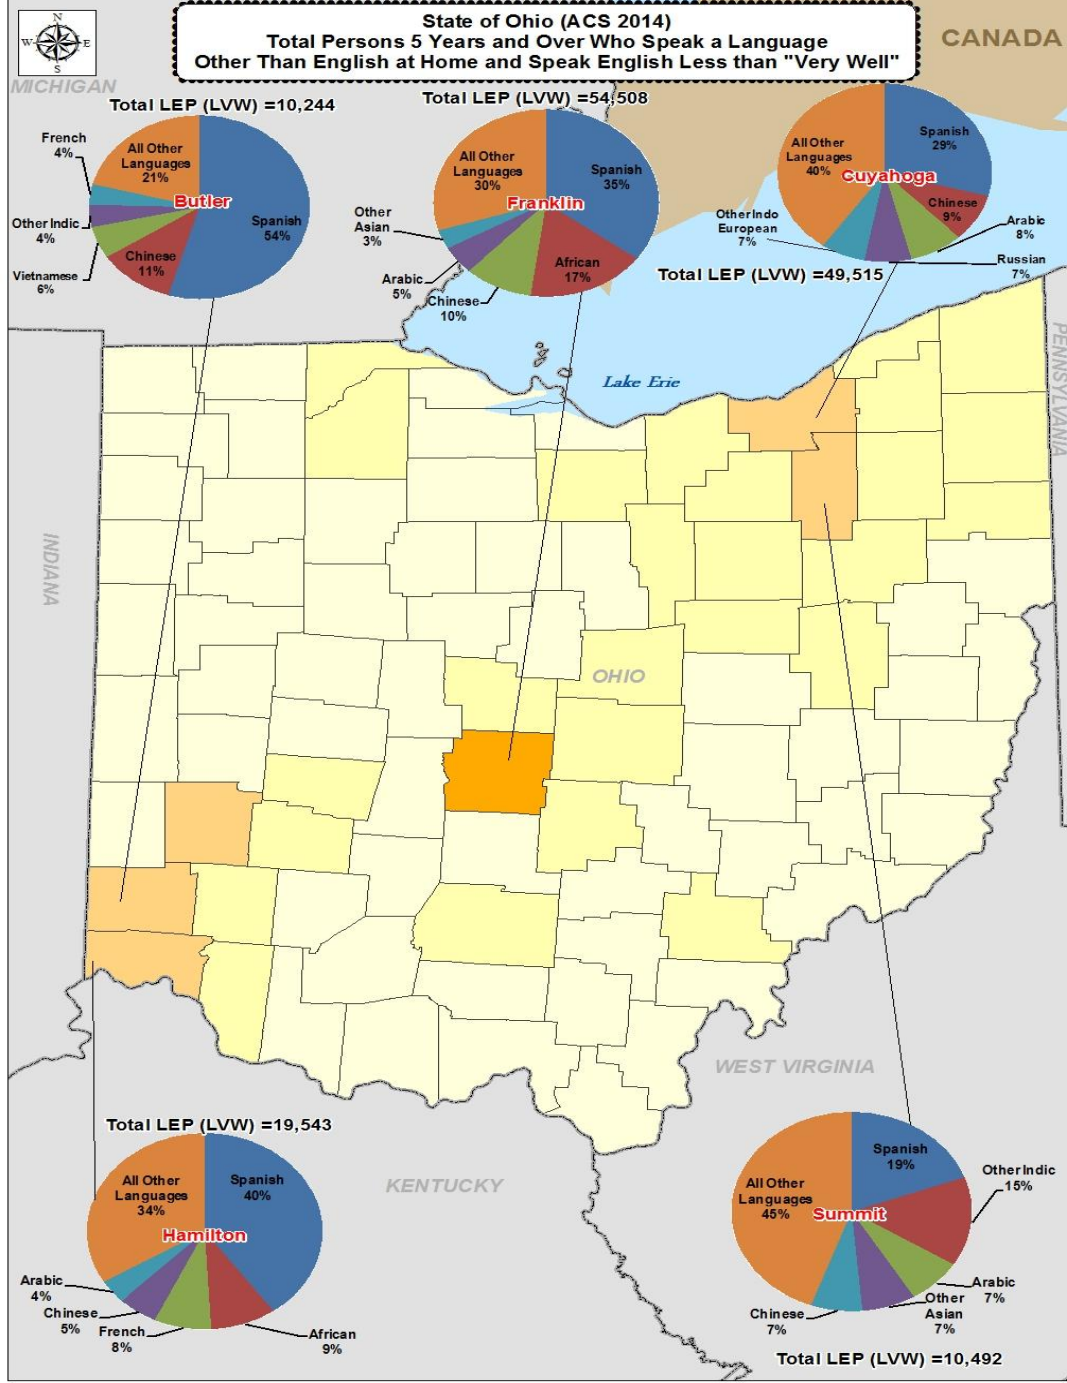 State of Ohio (ACS 2014)
Total Persons 5 Years and Over Who Speak a Language
Other Than English at Home and Speak English Less than "Very Well"
N
W
E
S
CANADA
MICHIGAN
Total LEP (LVW) =10,244
French
4%
All Other
Languages
21%
Butler
Spanish
54%
Other Indic
4%
Chinese
11%
Vietnamese
6%
Total LEP (LVW) =54,508
All Other
Languages
30%
Spanish
35%
Franklin
Other
Asian
3%
African
17%
Arabic
5%
Chinese
10%
Spanish
29%
All Other
Languages
40%
Cuyahoga
Chinese
9%
Other Indo
European
7%
Arabic
8%
Russian
7%
Total LEP (LVW) =49,515
Lake Erie
PENNSYLVANIA
INDIANA
OHIO
WEST VIRGINIA
KENTUCKY
Total LEP (LVW) =19,543
All Other
Languages
34%
Spanish
40%
Hamilton
Arabic
4%
Chinese
5%
French
8%
African
9%
Spanish
19%
Other Indic
15%
All Other
Languages
45%
Summit
Arabic
7%
Other
Asian
7%
Chinese
7%
Total LEP (LVW) =10,492